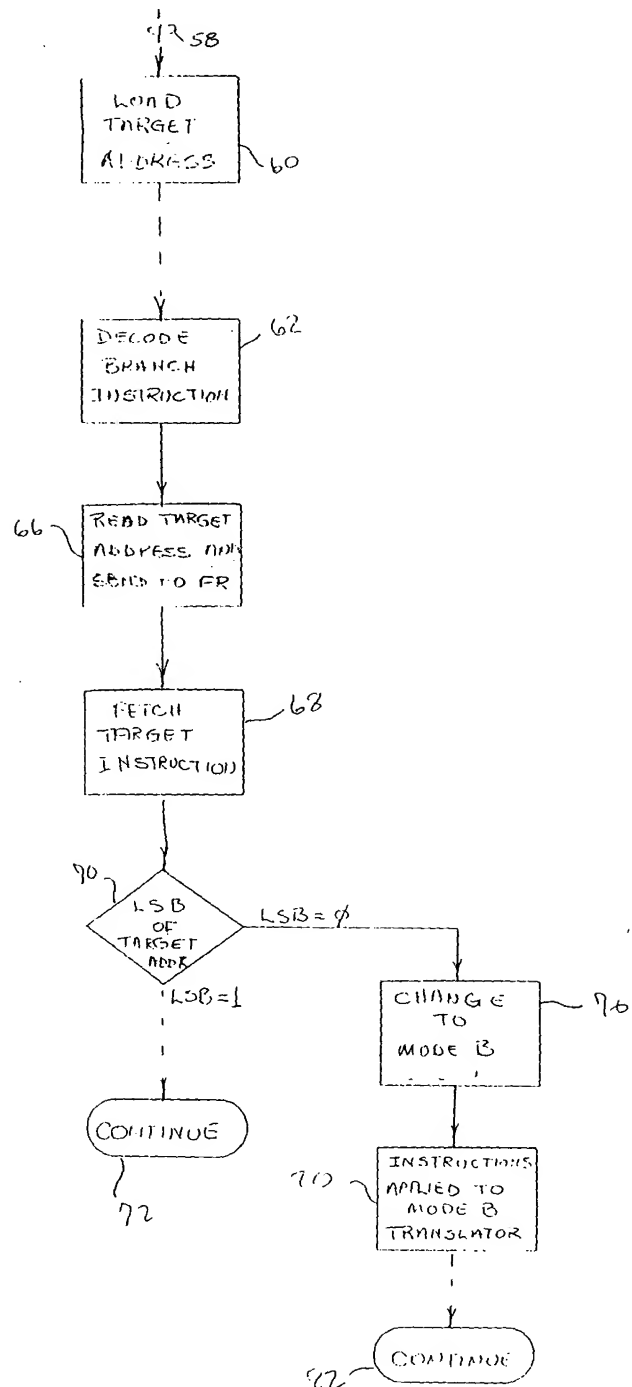 58
LOAD
TARGET
ADDRESS
60
DECODE
BRANCH
INSTRUCTION
62
READ TARGET
ADDRESS AND
SEND TO FR
66
FETCH
TARGET
INSTRUCTION
68
70
LSB
OF
TARGET
ADDR
LSB = φ
LSB = 1
CONTINUE
72
CHANGE
TO
MODE B
76
INSTRUCTIONS
APPLIED TO
MODE B
TRANSLATOR
CONTINUE